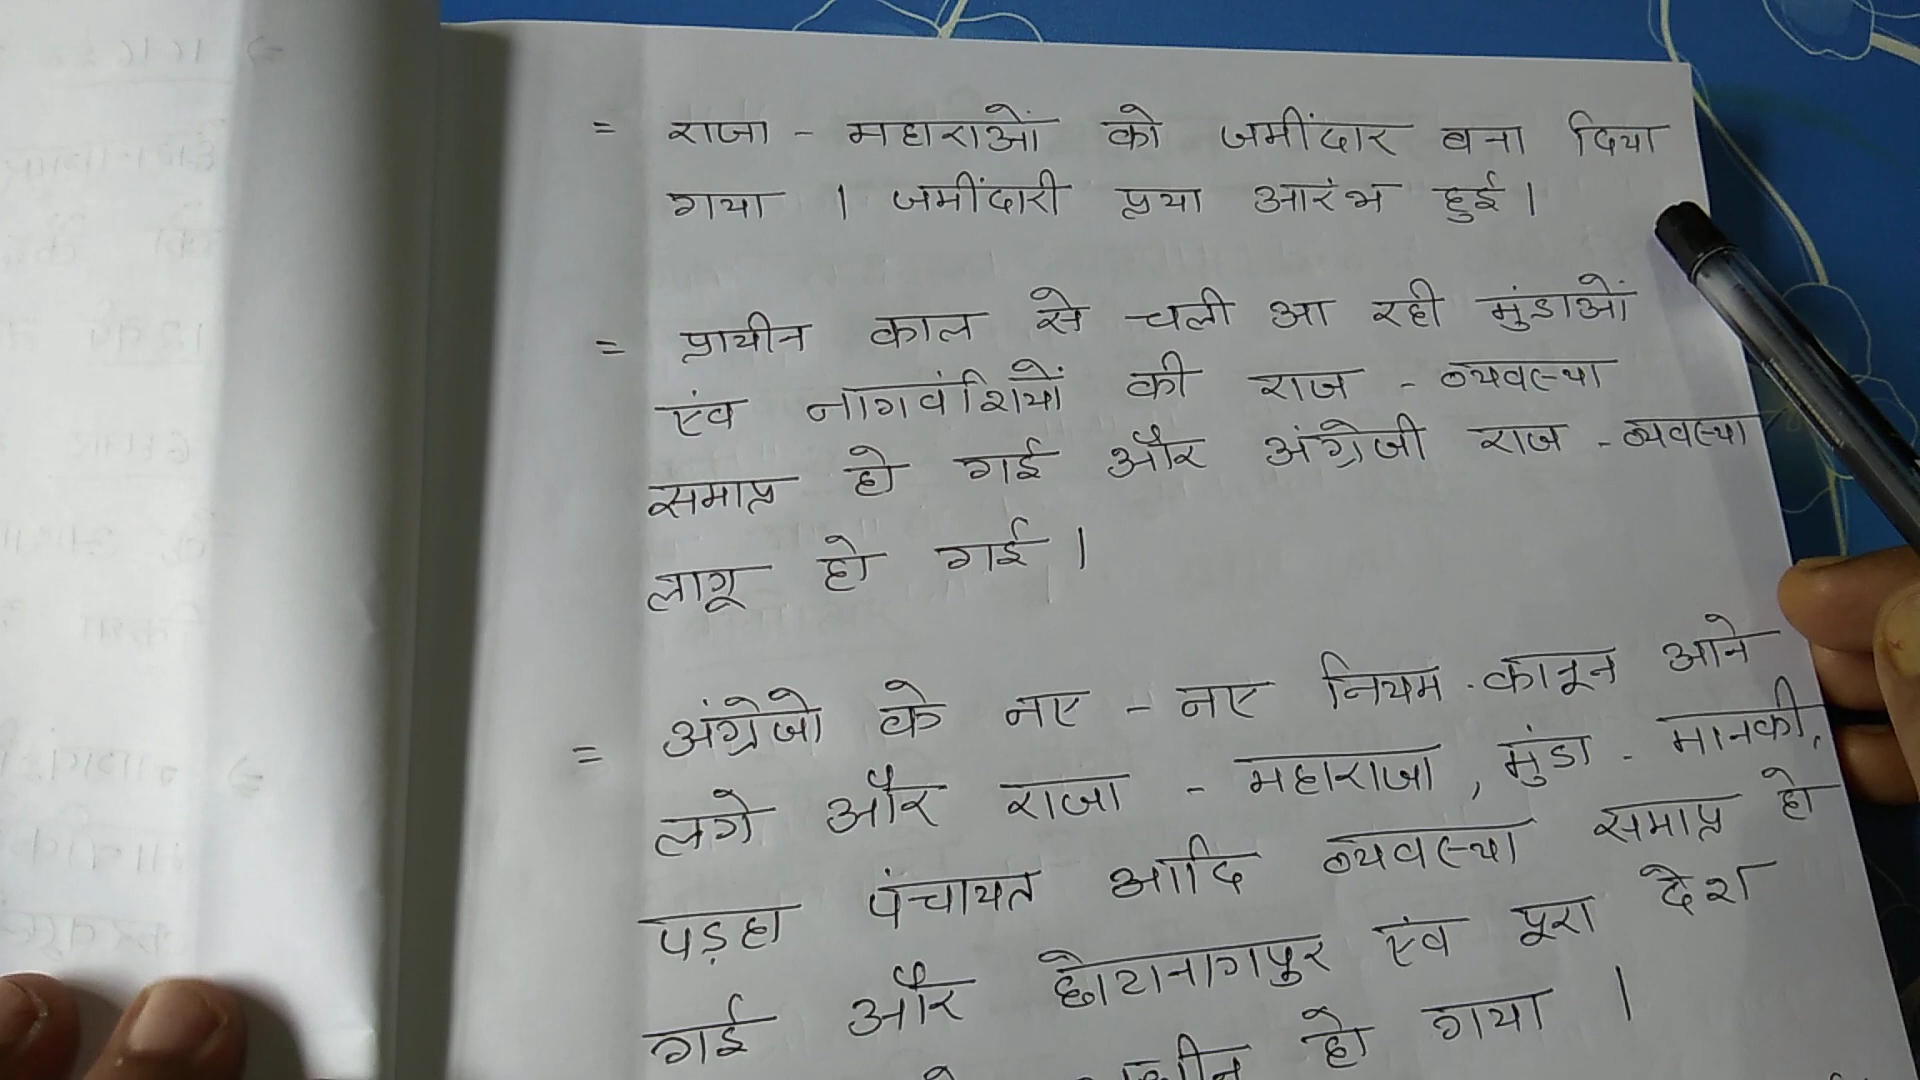 = राजा - महाराओं को जमींदार बना दिया
गया । जमींदारी प्रथा आरंभ हुई ।
= प्राचीन काल से चली आ रही मुंडाओं
एंव नागवंशियों की राज - व्यवस्था
समाप्त हो गई और अंग्रेजी राज - व्यवस्था
लागू हो गई ।
= अंग्रेजो के नए - नए नियम - कानून आने
लगे और राजा - महाराजा , मुंडा - मानकी,
पड़हा पंचायत आदि व्यवस्था समाप्त हो
गई और छोटानागपुर एंव पूरा देश
हो गया ।